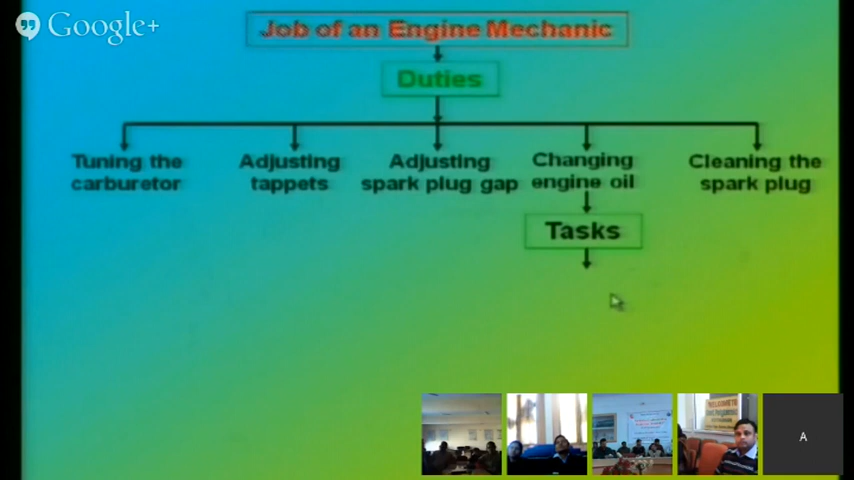 Google+
Job of an Engine Mechanic
Duties
Tuning the
carburetor
Adjusting
tappets
Adjusting
spark plug gap
Changing
engine oil
Cleaning the
spark plug
Tasks
A